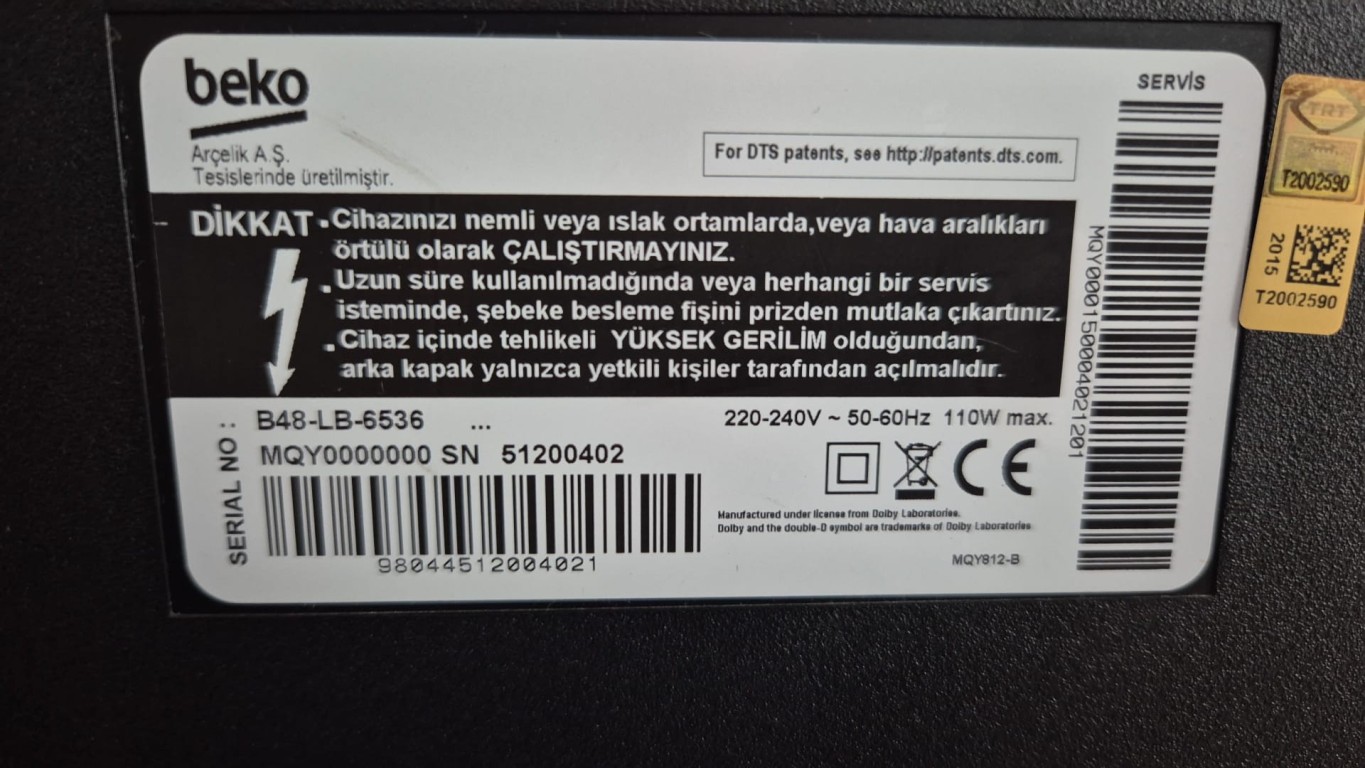 beko
Arçelik A.Ş.
Tesislerinde üretilmiştir.
For DTS patents, see http://patents.dts.com.
SERVİS
DİKKAT
• Cihazınızı nemli veya ıslak ortamlarda,veya hava aralıkları
örtülü olarak ÇALIŞTIRMAYINIZ.
• Uzun süre kullanılmadığında veya herhangi bir servis
isteminde, şebeke besleme fişini prizden mutlaka çıkartınız.
• Cihaz içinde tehlikeli YÜKSEK GERİLİM olduğundan,
arka kapak yalnızca yetkili kişiler tarafından açılmalıdır.
SERIAL NO :
B48-LB-6536 ...
MQY0000000 SN 51200402
98044512004021
220-240V ~ 50-60Hz 110W max.
CE
Manufactured under license from Dolby Laboratories.
Dolby and the double-D symbol are trademarks of Dolby Laboratories
MQY812-B
MQY000150004021201
TRT
T2002590
2015
T2002590